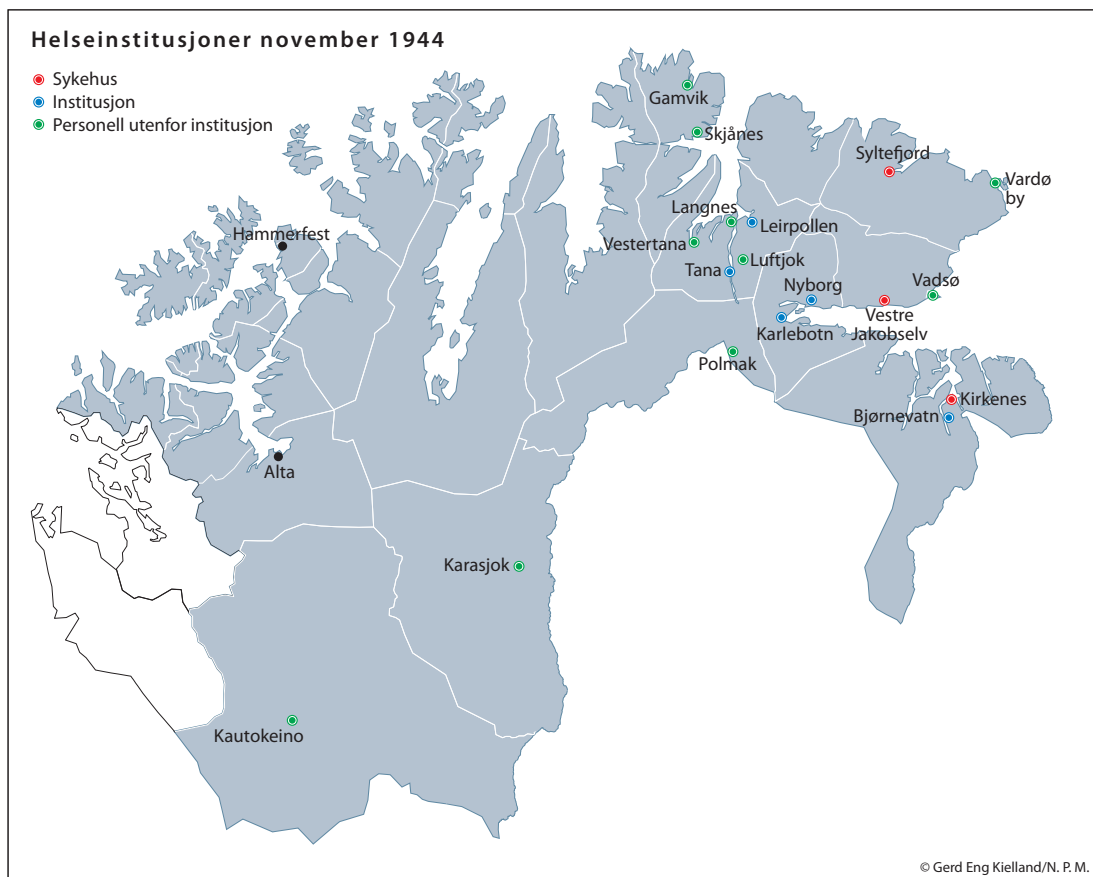 Helseinstitusjoner november 1944
Sykehus
Institusjon
Personell utenfor institusjon
Gamvik
Skjånes
Syltefjord
Vardø
by
Langnes
Leirpollen
Hammerfest
Vestertana
Luftjok
Tana
Nyborg
Vadsø
Vestre
Jakobselv
Karlebotn
Polmak
Kirkenes
Bjørnevatn
Alta
Karasjok
Kautokeino
© Gerd Eng Kielland/N. P. M.